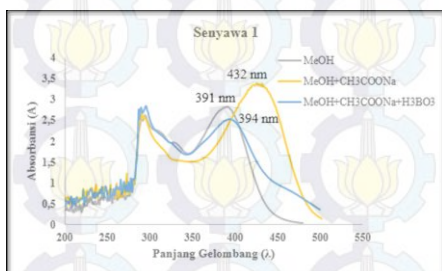 Senyawa I
MeOH
MeOH+CH3COONa
MeOH+CH3COONa+H3BO3
432 nm
391 nm
394 nm
Absorbansi (A)
4
3,5
3
2,5
2
1,5
1
0,5
0
200 250 300 350 400 450 500 550
Panjang Gelombang (λ)